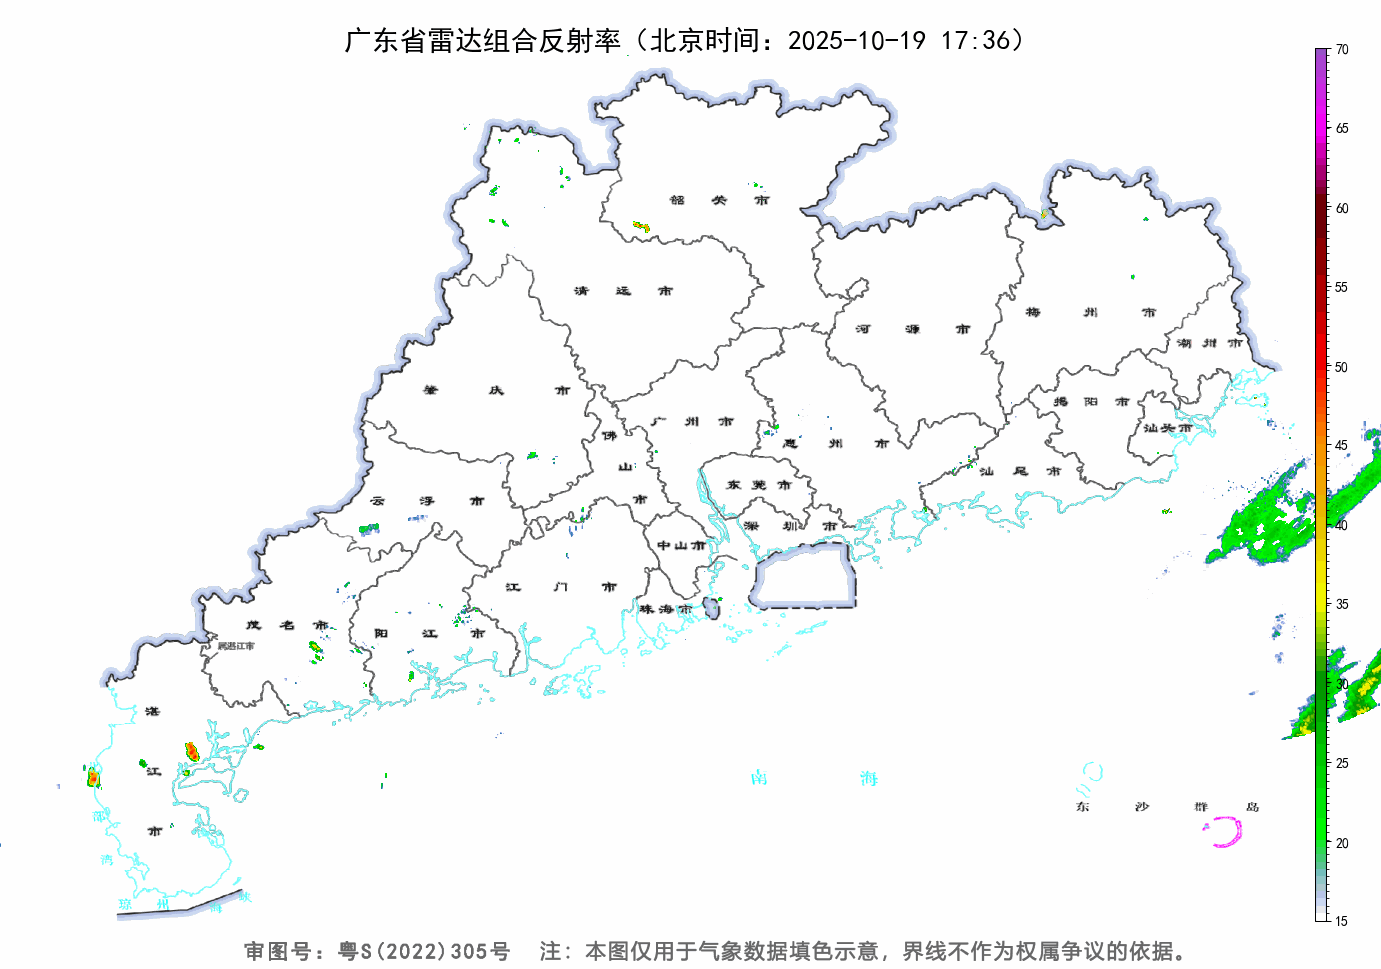 广东省雷达组合反射率（北京时间：2025-10-19 17:36）
70
65
60
55
50
45
40
35
30
25
20
15
韶关市
清远市
河源市
梅州市
潮州市
肇庆市
揭阳市
广州市
佛山市
惠州市
汕头市
汕尾市
东莞市
云浮市
深圳市
中山市
江门市
珠海市
茂名市
阳江市
属湛江市
湛江市
南海
东沙群岛
湾
琼州海峡
审图号：粤S(2022)305号 注：本图仅用于气象数据填色示意，界线不作为权属争议的依据。